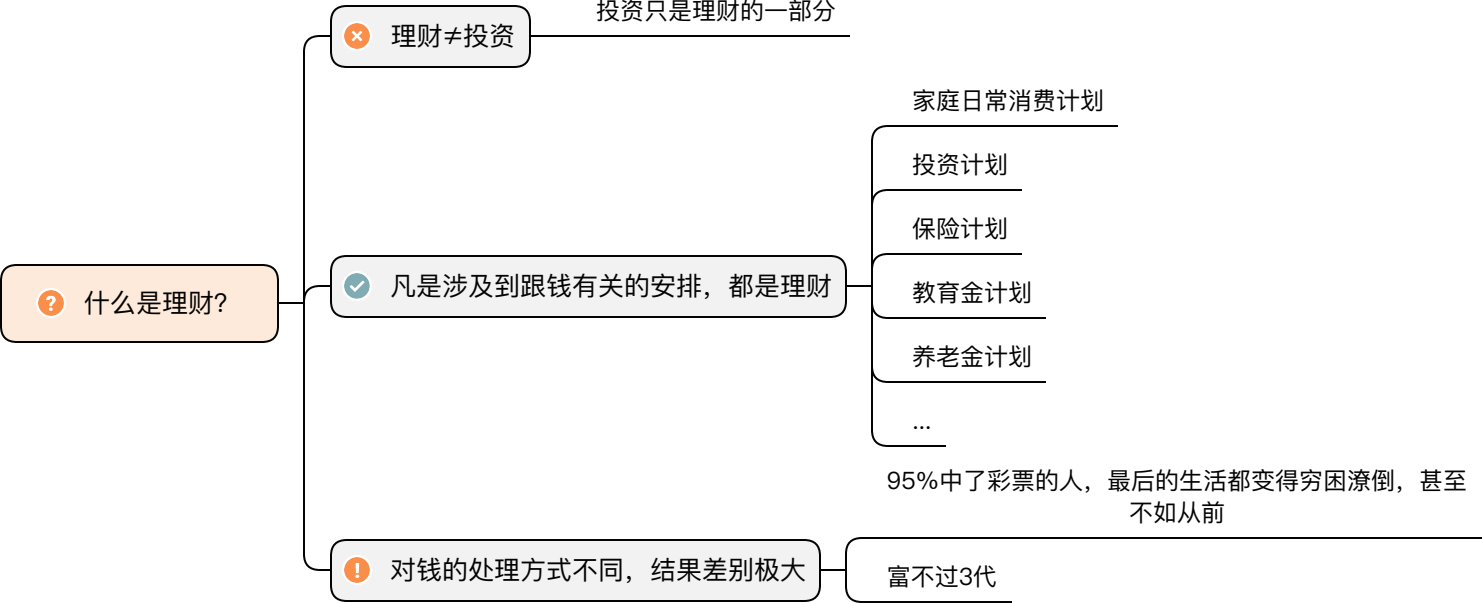 投资只是理财的一部分
理财≠投资
家庭日常消费计划
投资计划
保险计划
凡是涉及到跟钱有关的安排，都是理财
教育金计划
什么是理财?
养老金计划
...
95%中了彩票的人，最后的生活都变得穷困潦倒，甚至
不如从前
对钱的处理方式不同，结果差别极大
富不过3代